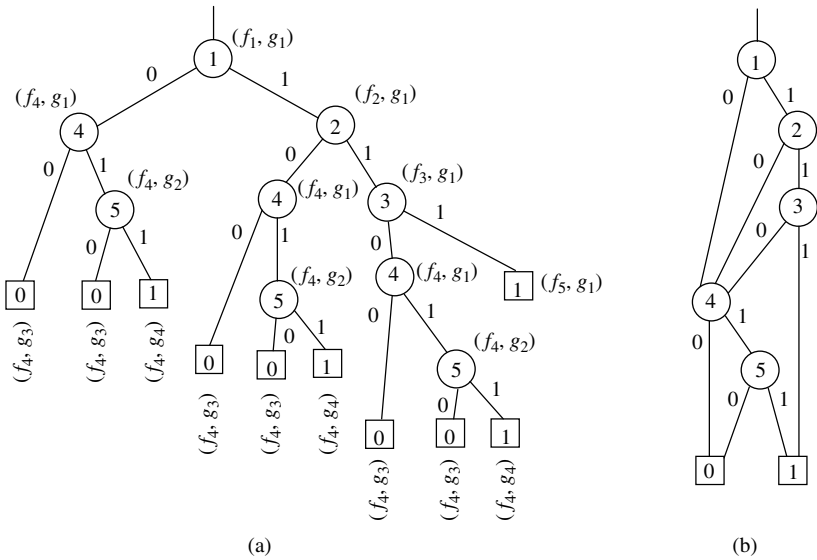 (f1, g1)
1
0
1
(f4, g1)
4
0
1
(f4, g2)
5
0
1
0
0
1
(f4, g3)
(f4, g3)
(f4, g4)
(f2, g1)
2
0
1
4
(f4, g1)
0
1
(f4, g2)
5
0
1
0
0
1
(f4, g3)
(f4, g3)
(f4, g4)
(f3, g1)
3
0
1
1
(f5, g1)
4
(f4, g1)
0
1
(f4, g2)
5
0
1
0
0
1
(f4, g3)
(f4, g3)
(f4, g4)
(a)
1
0
1
2
0
1
3
0
1
4
0
1
5
0
1
0
1
(b)